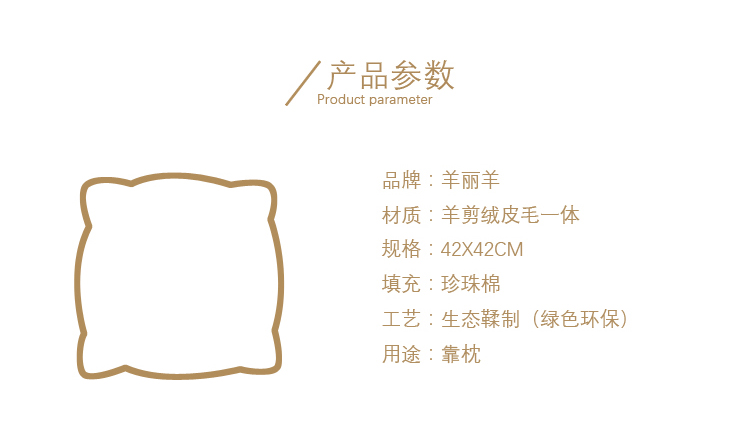 产品参数
Product parameter
品牌：羊丽羊
材质：羊剪绒皮毛一体
规格：42X42CM
填充：珍珠棉
工艺：生态鞣制（绿色环保）
用途：靠枕